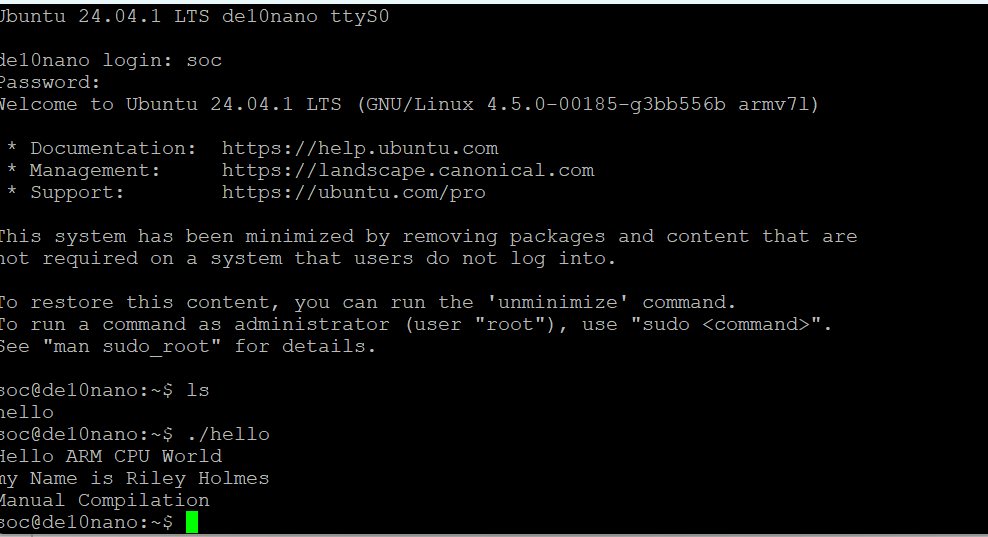 Ubuntu 24.04.1 LTS de10nano ttyS0
de10nano login: soc
Password:
Welcome to Ubuntu 24.04.1 LTS (GNU/Linux 4.5.0-00185-g3bb556b armv7l)
* Documentation:  https://help.ubuntu.com
* Management:     https://landscape.canonical.com
* Support:        https://ubuntu.com/pro
This system has been minimized by removing packages and content that are
not required on a system that users do not log into.
To restore this content, you can run the 'unminimize' command.
To run a command as administrator (user "root"), use "sudo <command>".
See "man sudo_root" for details.
soc@de10nano:~$ ls
hello
soc@de10nano:~$ ./hello
Hello ARM CPU World
my Name is Riley Holmes
Manual Compilation
soc@de10nano:~$